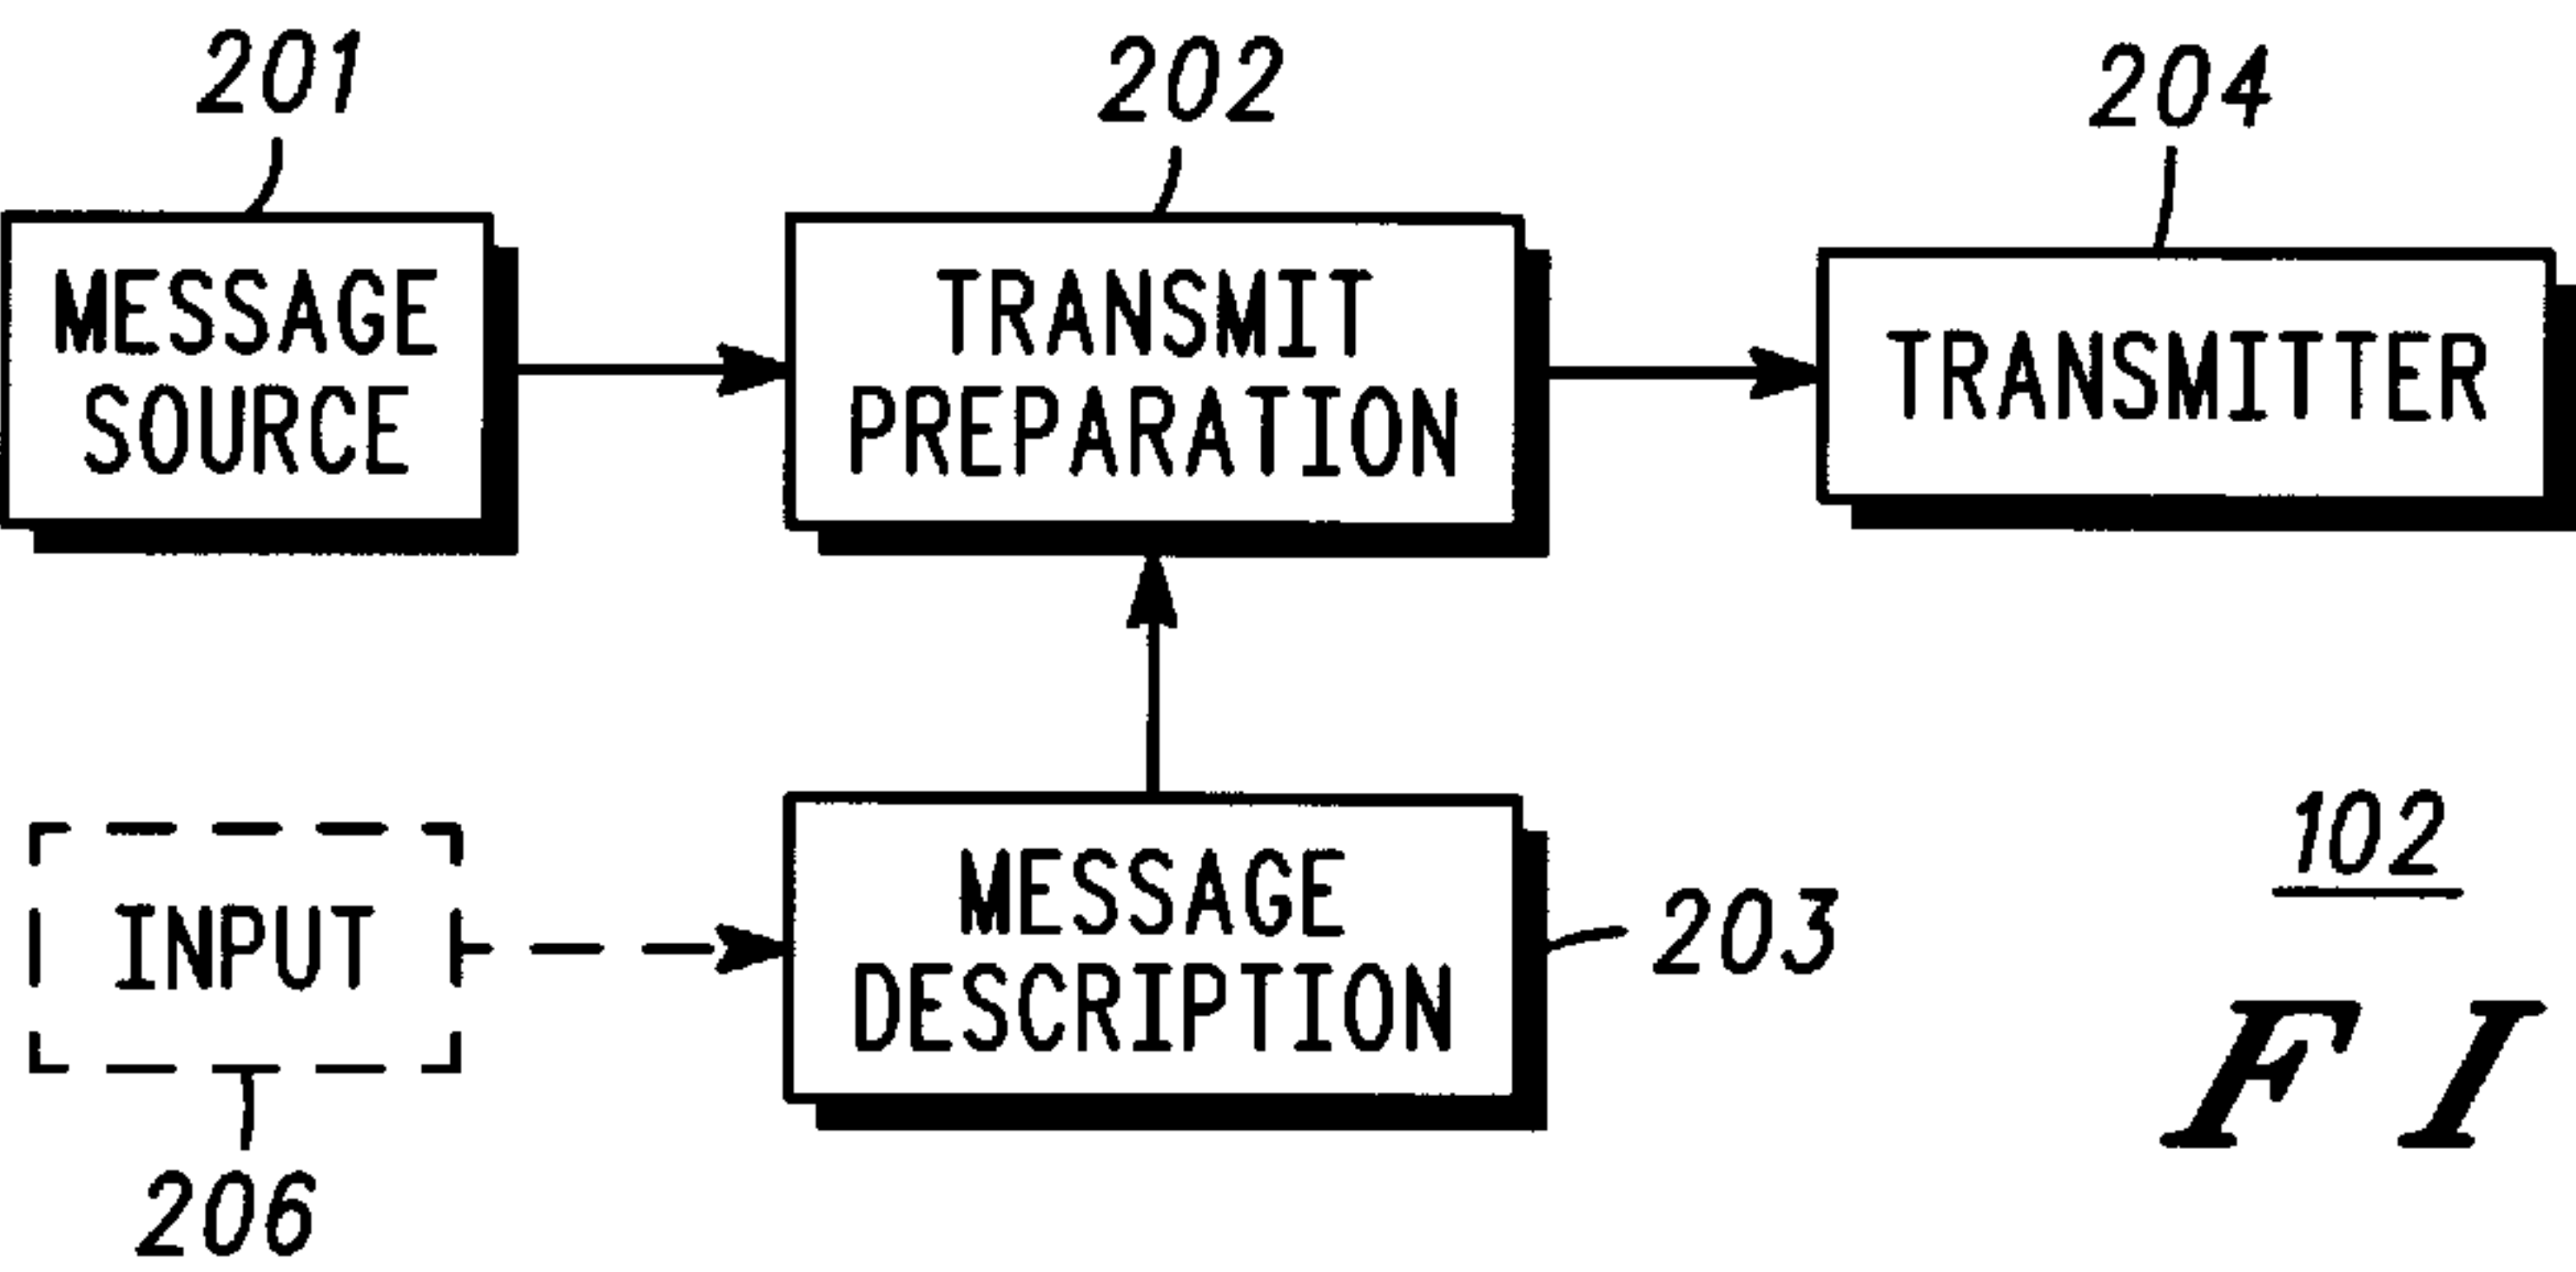 201
202
204
MESSAGE
SOURCE
TRANSMIT
PREPARATION
TRANSMITTER
INPUT
206
MESSAGE
DESCRIPTION
203
102
FI